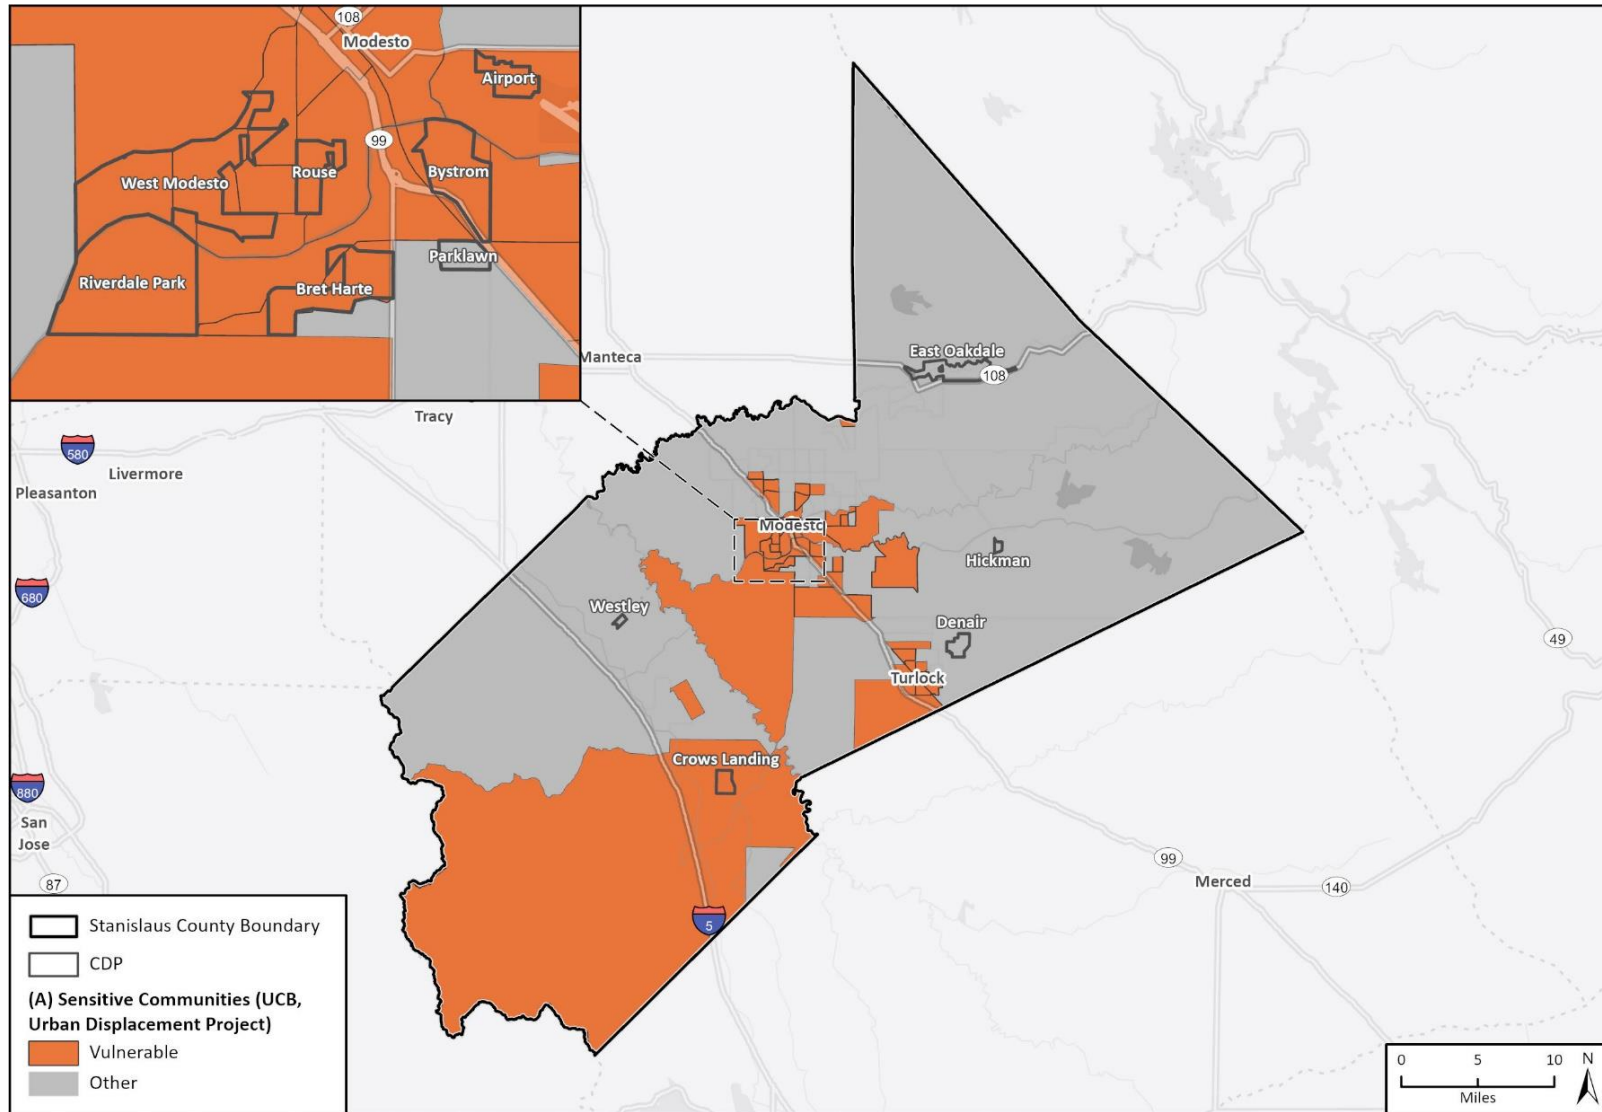 108
Modesto
Airport
99
West Modesto
Rouse
Bystrom
Parklawn
Riverdale Park
Bret Harte
Manteca
Tracy
580
Livermore
Pleasanton
680
880
San
Jose
87
East Oakdale
108
Modesto
Hickman
Westley
Denair
Turlock
Crows Landing
5
49
99
Merced
140
Stanislaus County Boundary
CDP
(A) Sensitive Communities (UCB,
Urban Displacement Project)
Vulnerable
Other
0 5 10
Miles
N